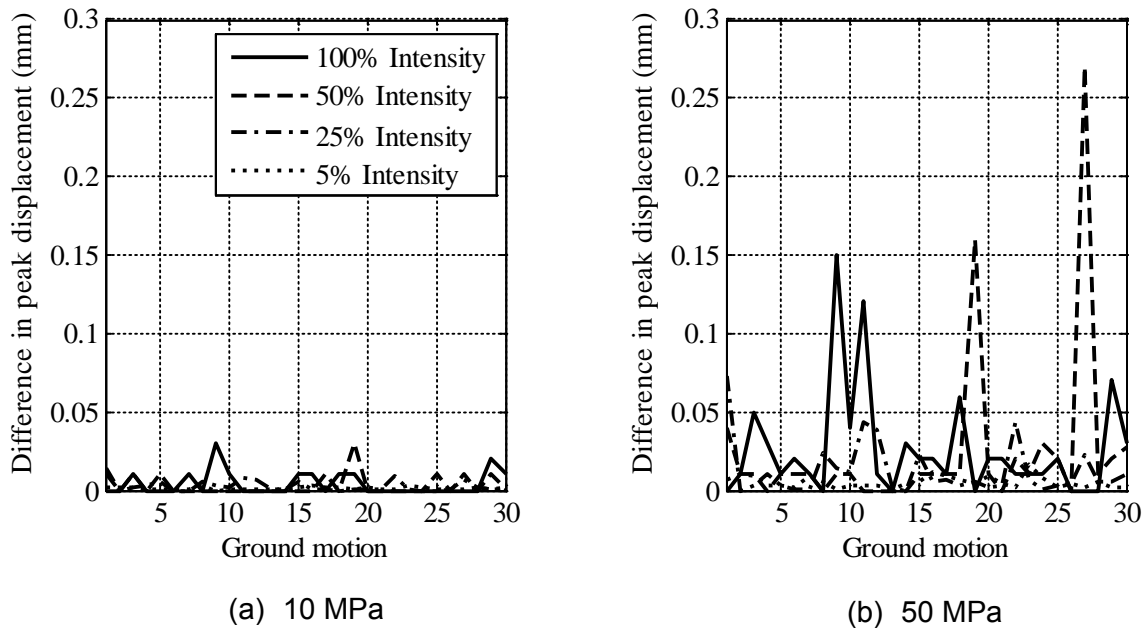 Difference in peak displacement (mm)
0.3
0.25
0.2
0.15
0.1
0.05
0
100% Intensity
50% Intensity
25% Intensity
5% Intensity
5
10
15
20
25
30
Ground motion
(a) 10 MPa
Difference in peak displacement (mm)
0.3
0.25
0.2
0.15
0.1
0.05
0
5
10
15
20
25
30
Ground motion
(b) 50 MPa